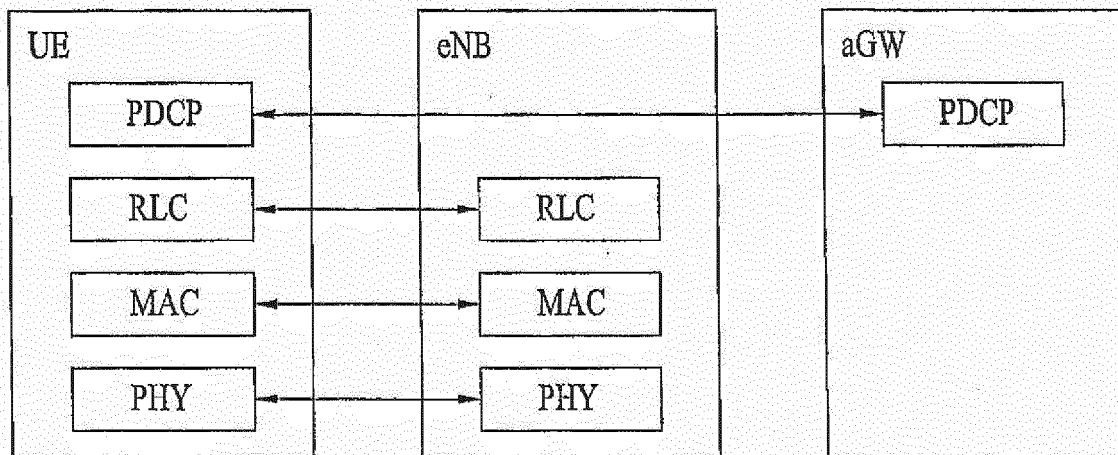 UE
eNB
aGW
PDCP
PDCP
RLC
RLC
MAC
MAC
PHY
PHY